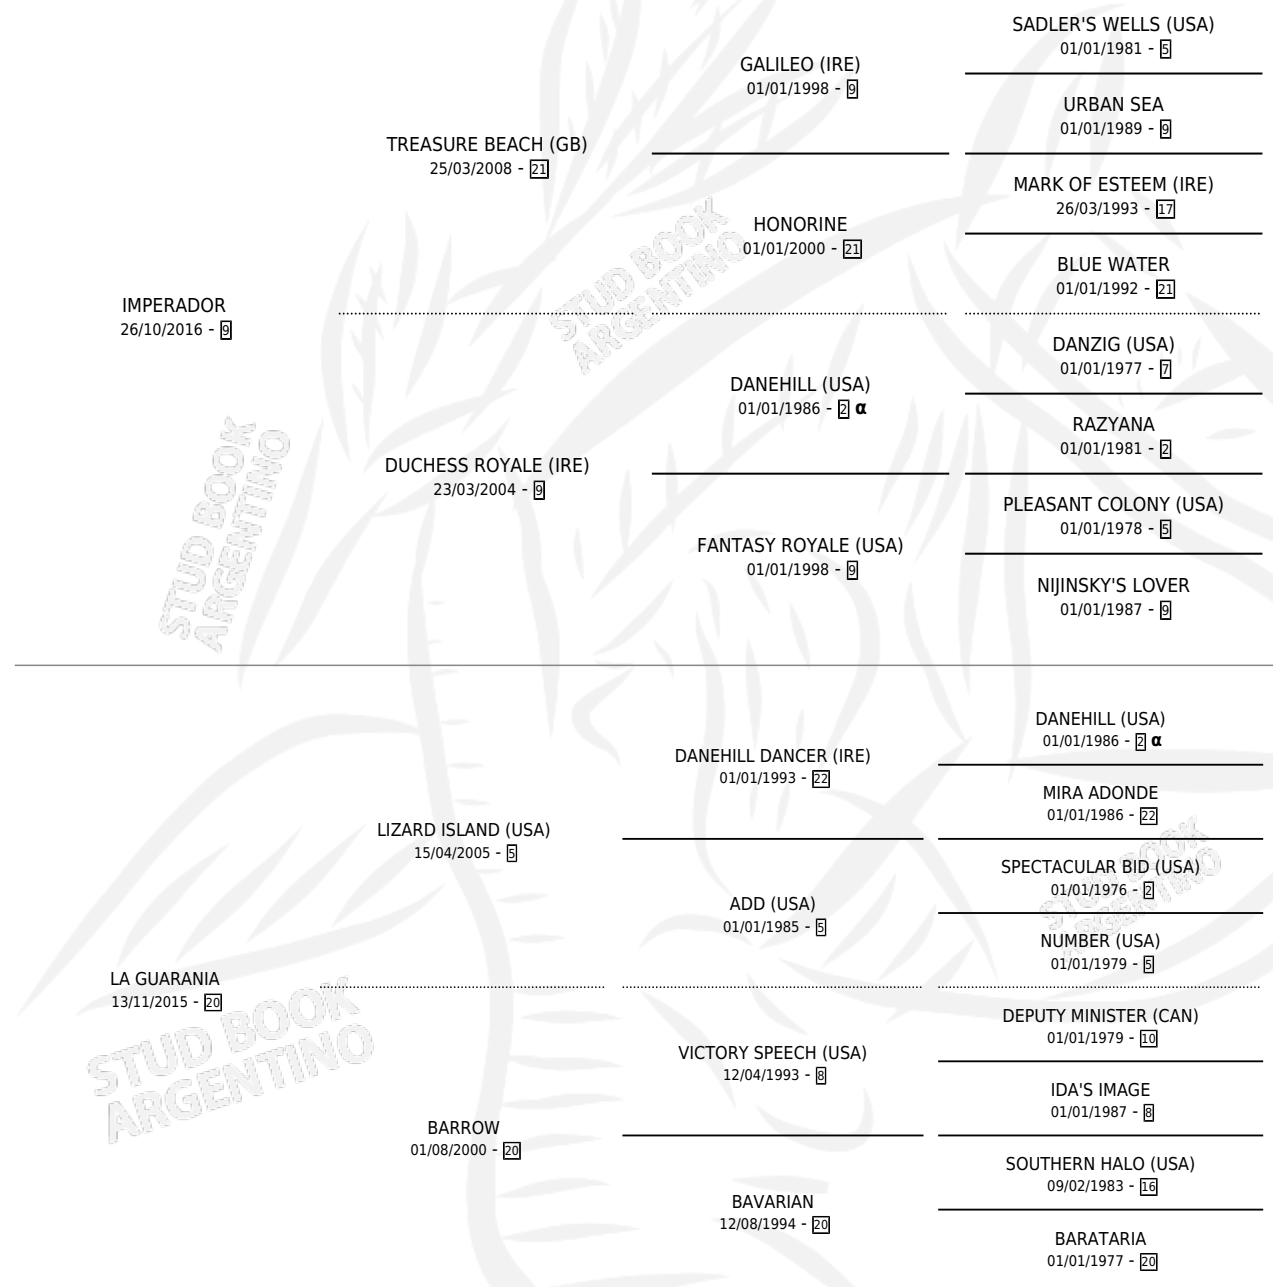 SADLER'S WELLS (USA)
01/01/1981 - 5
GALILEO (IRE)
01/01/1998 - 9
URBAN SEA
01/01/1989 - 9
TREASURE BEACH (GB)
25/03/2008 - 21
MARK OF ESTEEM (IRE)
26/03/1993 - 17
HONORINE
01/01/2000 - 21
BLUE WATER
01/01/1992 - 21
IMPERADOR
26/10/2016 - 9
DANZIG (USA)
01/01/1977 - 7
DANEHILL (USA)
01/01/1986 - 2 α
RAZYANA
01/01/1981 - 2
DUCHESS ROYALE (IRE)
23/03/2004 - 9
PLEASANT COLONY (USA)
01/01/1978 - 5
FANTASY ROYALE (USA)
01/01/1998 - 9
NIJINSKY'S LOVER
01/01/1987 - 9
STUD BOOK
ARGENTINO
STUD BOOK
ARGENTINO
DANEHILL (USA)
01/01/1986 - 2 α
DANEHILL DANCER (IRE)
01/01/1993 - 22
MIRA ADONDE
01/01/1986 - 22
LIZARD ISLAND (USA)
15/04/2005 - 5
SPECTACULAR BID (USA)
01/01/1976 - 2
ADD (USA)
01/01/1985 - 5
NUMBER (USA)
01/01/1979 - 5
LA GUARANIA
13/11/2015 - 20
DEPUTY MINISTER (CAN)
01/01/1979 - 10
VICTORY SPEECH (USA)
12/04/1993 - 8
IDA'S IMAGE
01/01/1987 - 8
BARROW
01/08/2000 - 20
SOUTHERN HALO (USA)
09/02/1983 - 16
BAVARIAN
12/08/1994 - 20
BARATARIA
01/01/1977 - 20
STUD BOOK
ARGENTINO
STUD BOOK
ARGENTINO